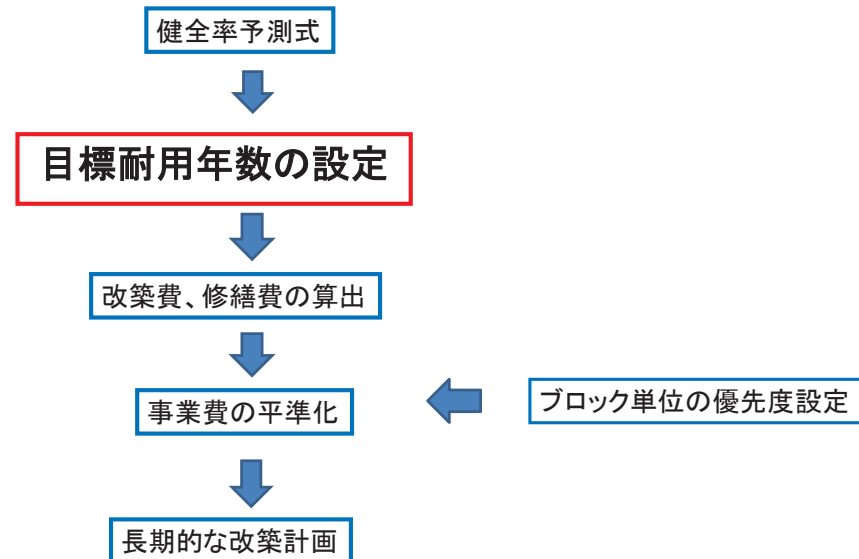 健全率予測式
目標耐用年数の設定
改築費、修繕費の算出
事業費の平準化
ブロック単位の優先度設定
長期的な改築計画